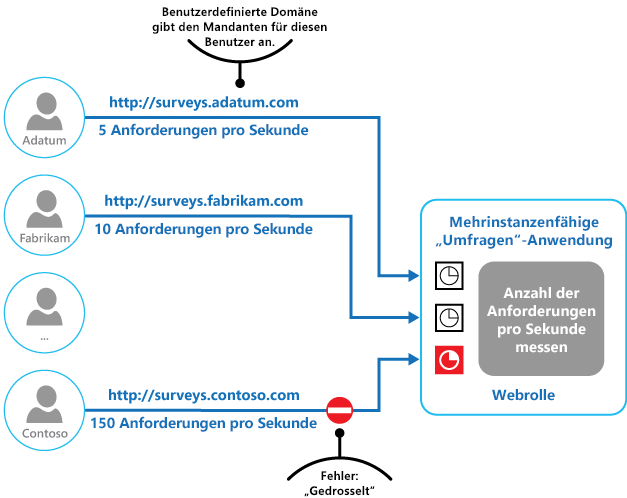 Benutzerdefinierte Domäne
gibt den Mandanten für diesen
Benutzer an.
http://surveys.adatum.com
5 Anforderungen pro Sekunde
Adatum
http://surveys.fabrikam.com
10 Anforderungen pro Sekunde
Fabrikam
...
http://surveys.contoso.com
150 Anforderungen pro Sekunde
Contoso
Fehler:
„Gedrosselt“
Mehrinstanzenfähige
„Umfragen“-Anwendung
Anzahl der
Anforderungen
pro Sekunde
messen
Webrolle